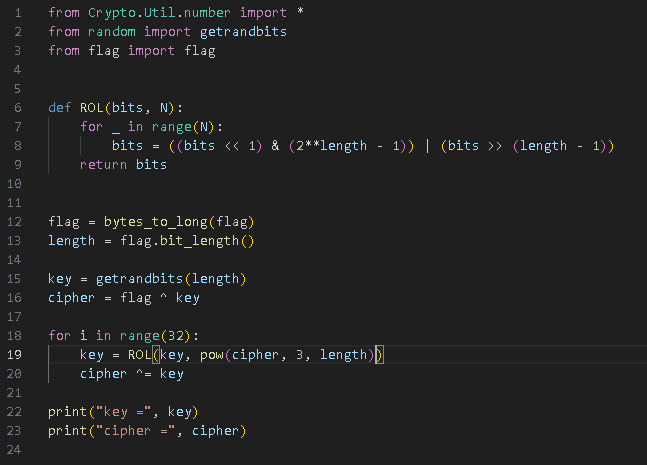 1 from Crypto.Util.number import *
2 from random import getrandbits
3 from flag import flag
4
5
6 def ROL(bits, N):
7     for _ in range(N):
8         bits = ((bits << 1) & (2**length - 1)) | (bits >> (length - 1))
9     return bits
10
11
12 flag = bytes_to_long(flag)
13 length = flag.bit_length()
14
15 key = getrandbits(length)
16 cipher = flag ^ key
17
18 for i in range(32):
19     key = ROL(key, pow(cipher, 3, length))
20     cipher ^= key
21
22 print("key =", key)
23 print("cipher =", cipher)
24